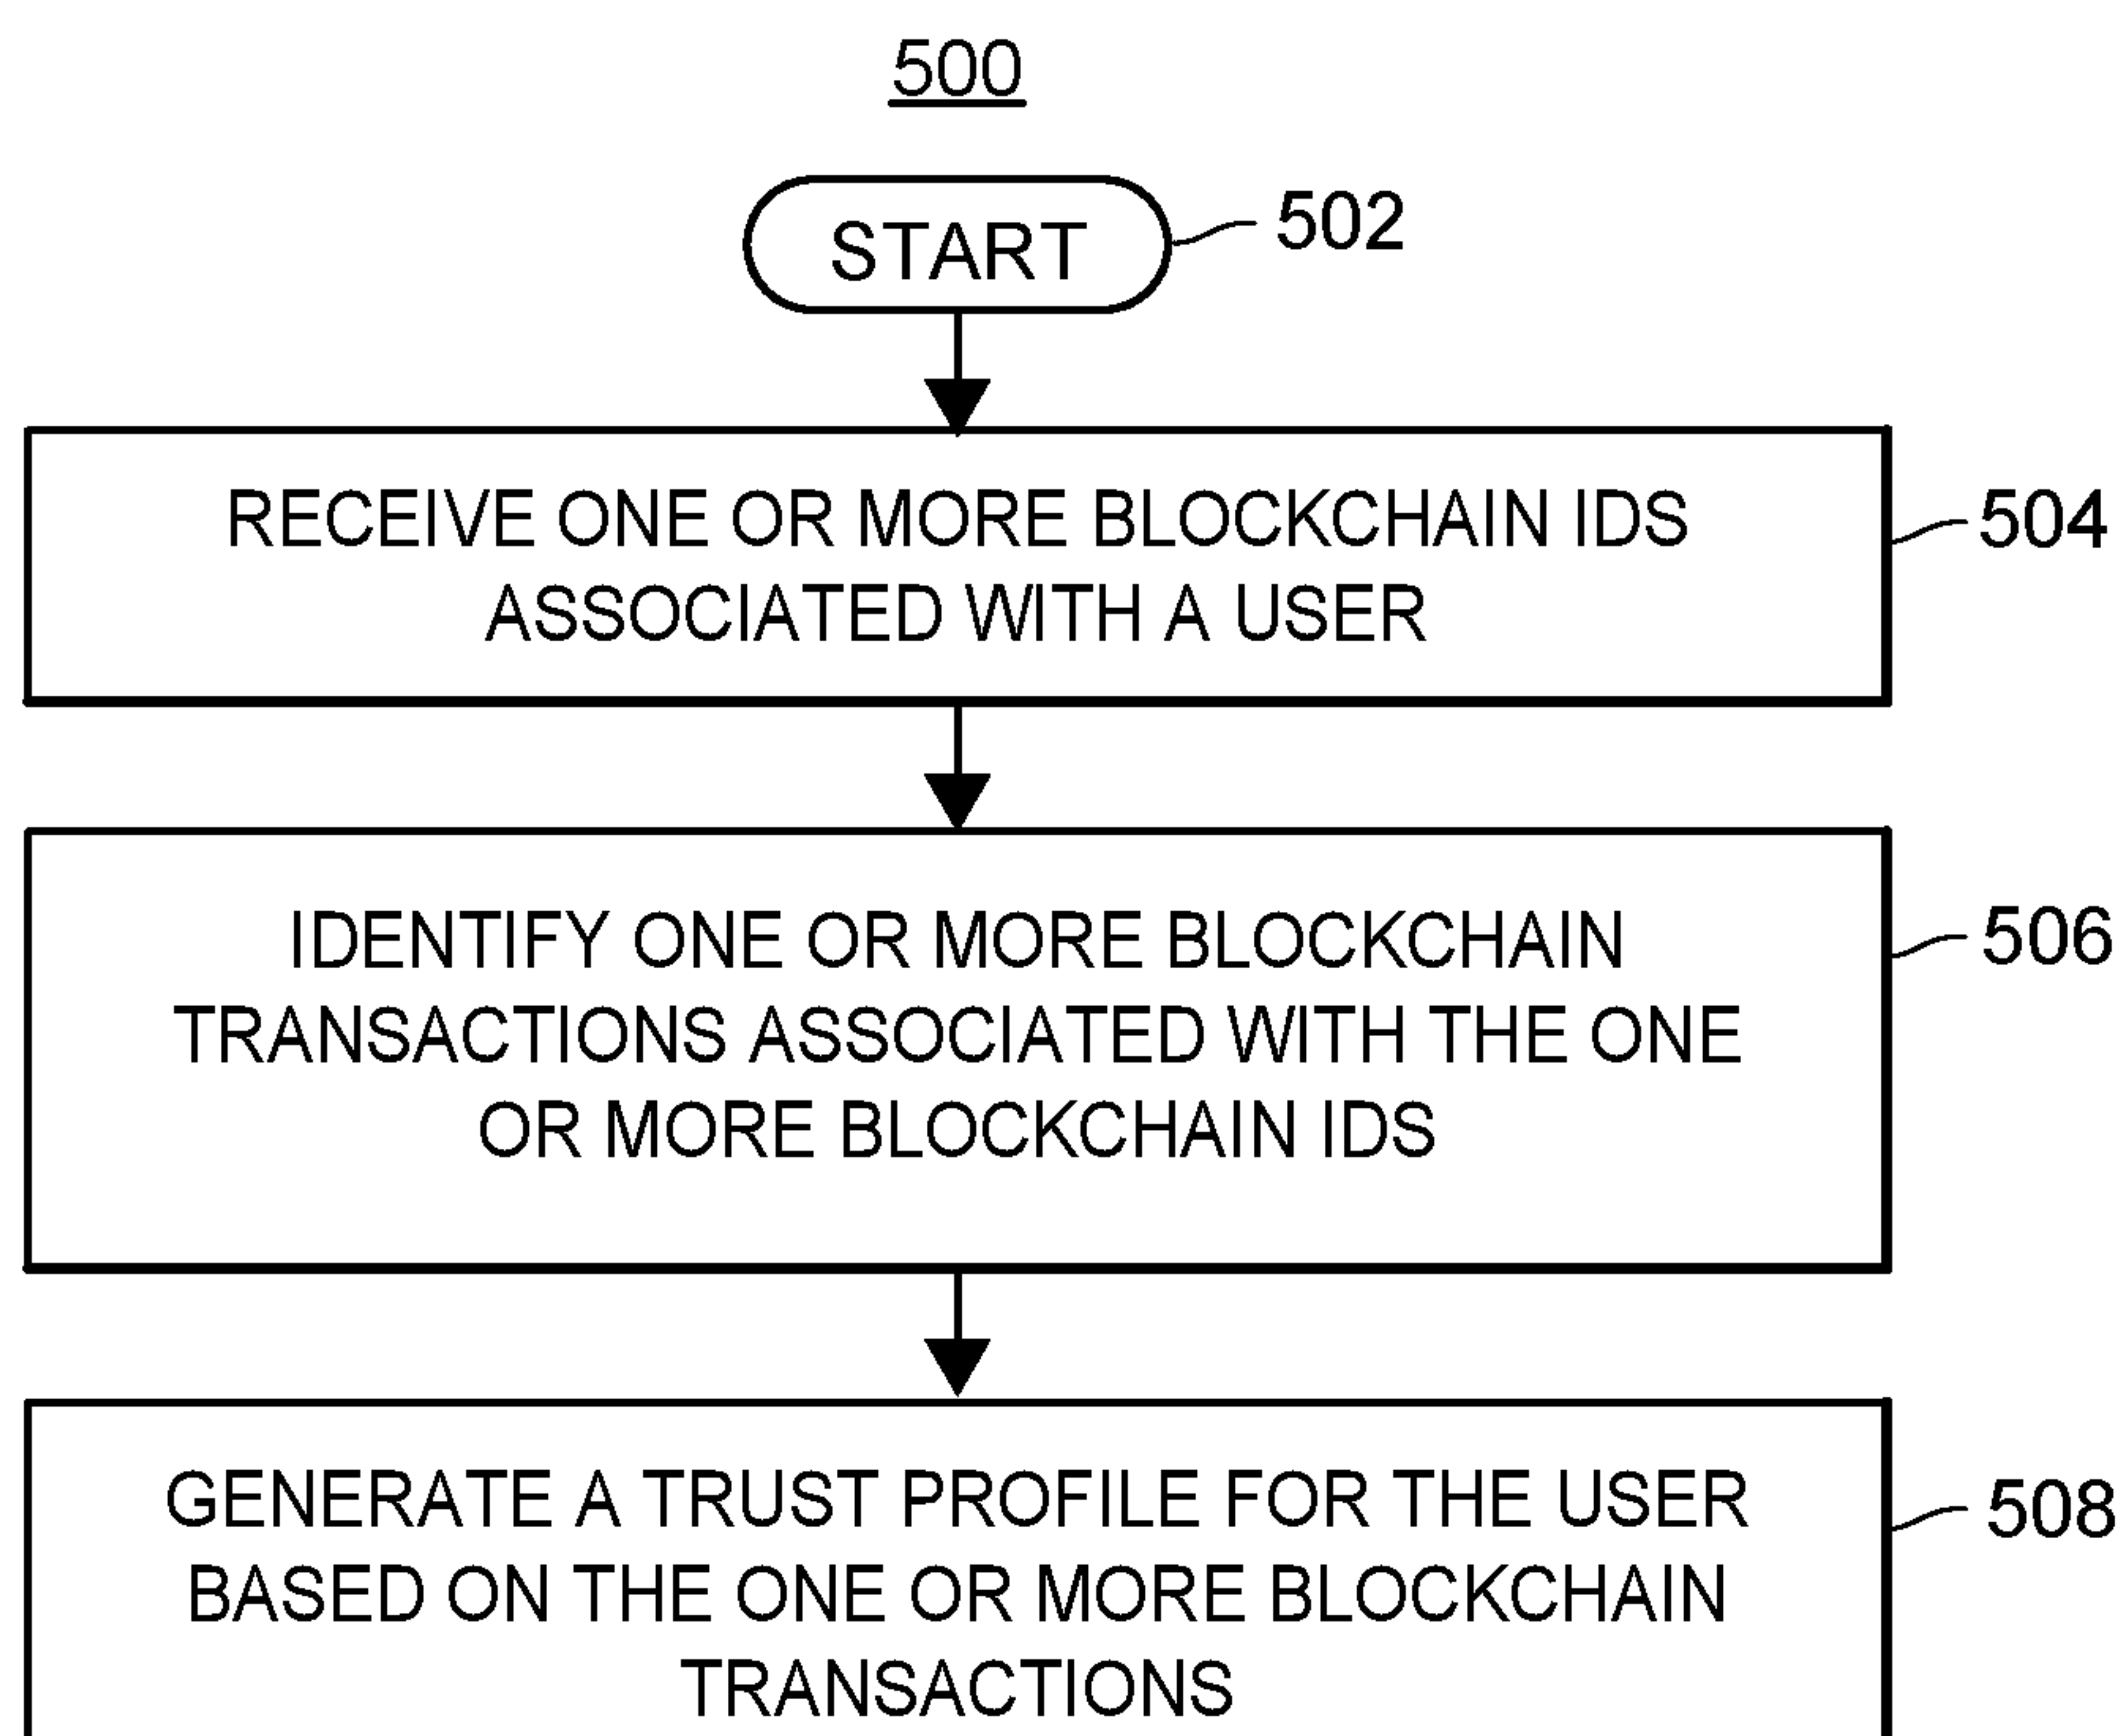 500
START
502
RECEIVE ONE OR MORE BLOCKCHAIN IDS
ASSOCIATED WITH A USER
504
IDENTIFY ONE OR MORE BLOCKCHAIN
TRANSACTIONS ASSOCIATED WITH THE ONE
OR MORE BLOCKCHAIN IDS
506
GENERATE A TRUST PROFILE FOR THE USER
BASED ON THE ONE OR MORE BLOCKCHAIN
TRANSACTIONS
508